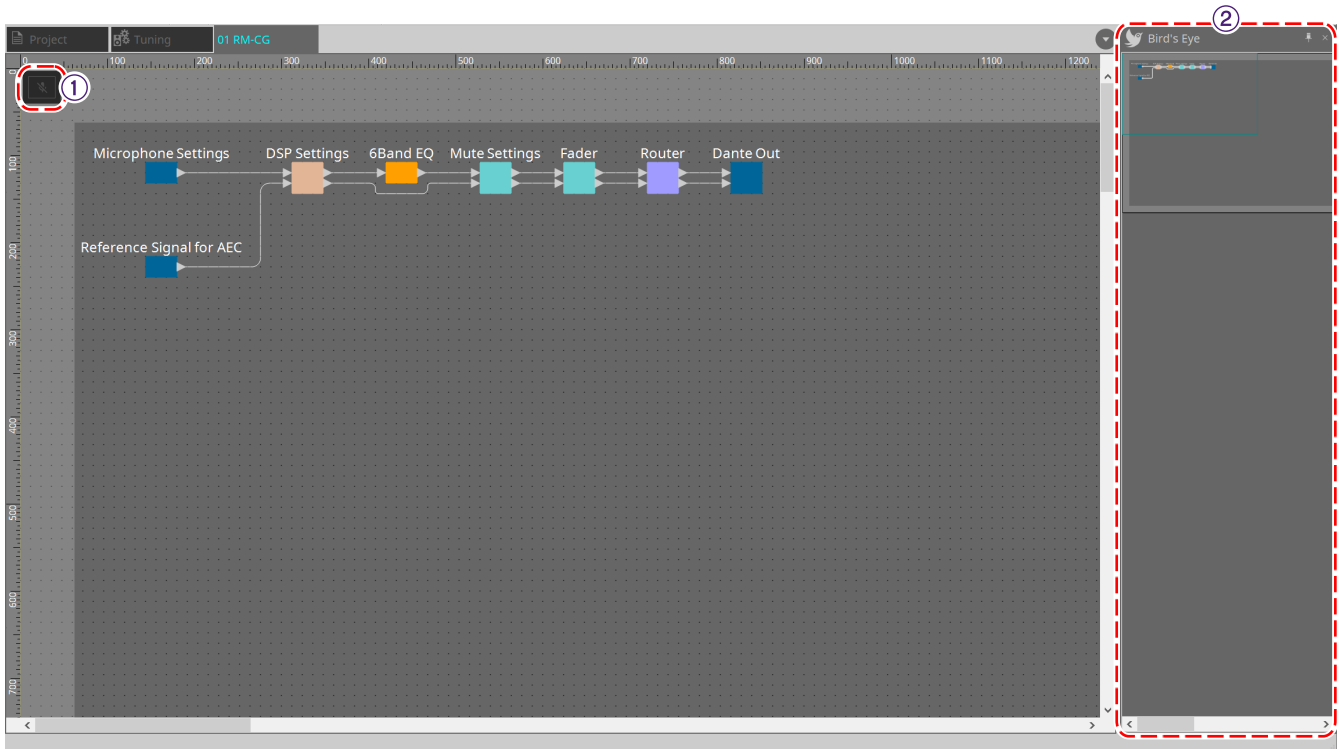 ②
Project
Tuning
01 RM-CG
Bird's Eye
0 100 200 300 400 500 600 700 800 900 1000 1100 1200
①
0
100
200
300
400
500
600
700
Microphone Settings
DSP Settings
6Band EQ
Mute Settings
Fader
Router
Dante Out
Reference Signal for AEC